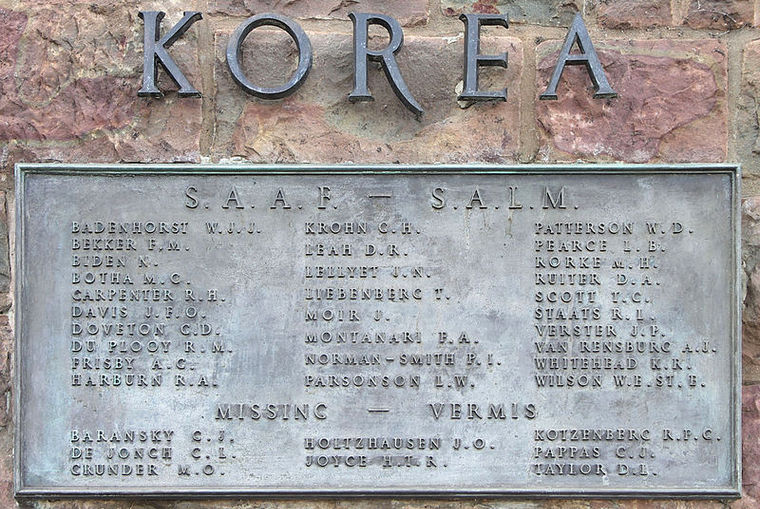 KOREA
S.A.A.F. — S.A.L.M.
BADENHORST W.J.J.
BEKKER F.M.
BIDEN N.
BOTHA M.C.
CARPENTER R.H.
DAVIS J.F.O.
DOVETON C.D.
DU PLOOY R.M.
FRISBY A.G.
HARBURN R.A.
KROHN G.H.
LEAH D.R.
LELLYET J.N.
LIEBENBERG T.
MOIR J.
MONTANARI F.A.
NORMAN-SMITH P.I.
PARSONSON L.W.
PATTERSON W.D.
PEARCE L.B.
RORKE M.H.
RUITER D.A.
SCOTT T.C.
STAATS R.L.
VERSTER J.P.
VAN RENSBURG A.J.
WHITEHEAD K.R.
WILSON W.E.ST.E.
MISSING — VERMIS
BARANSKY C.J.
DE JONGH C.L.
GRUNDER M.O.
HOLTZHAUSEN J.O.
JOYCE H.T.R.
KOTZENBERG R.P.C.
PAPPAS C.J.
TAYLOR D.L.